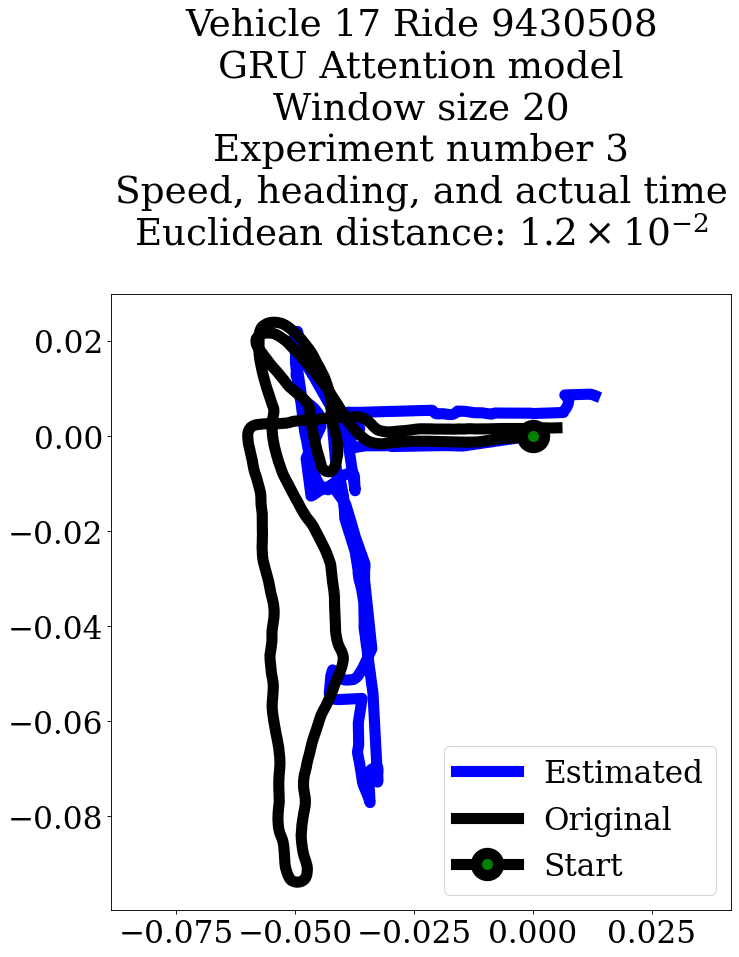 Vehicle 17 Ride 9430508
GRU Attention model
Window size 20
Experiment number 3
Speed, heading, and actual time
Euclidean distance: 1.2 × 10⁻²
0.02
0.00
−0.02
−0.04
−0.06
−0.08
Estimated
Original
Start
−0.075 −0.050 −0.025 0.000 0.025